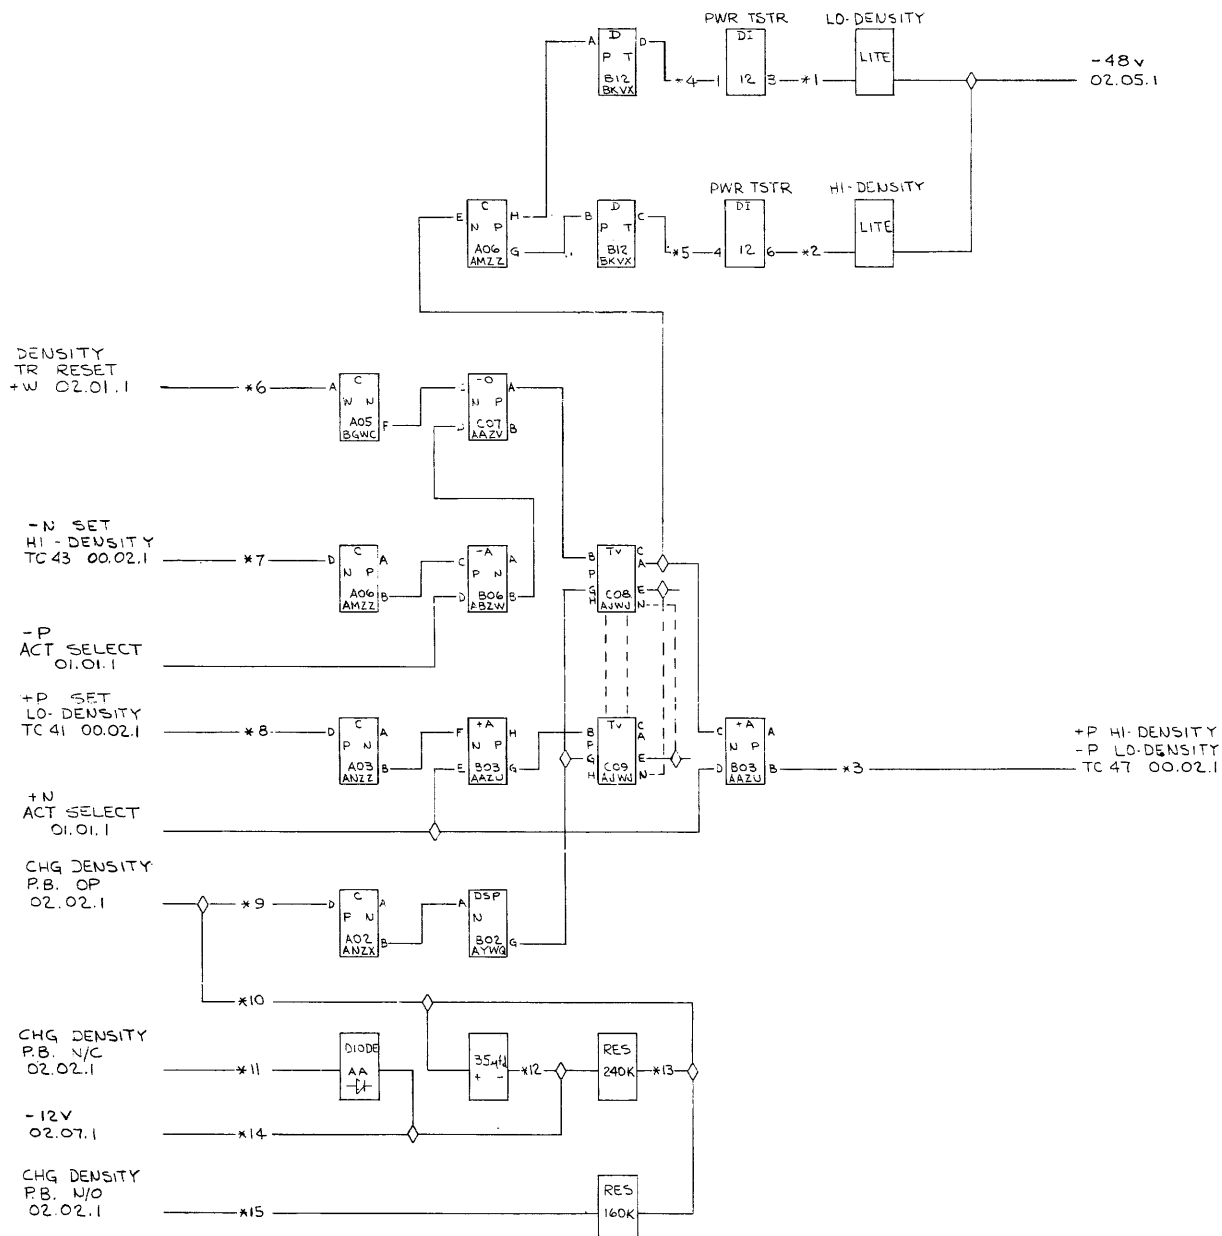 PWR TSTR
LO-DENSITY
A D D
P T
B12
BKVX
*4 1 DI 3 *1
12
LITE
-48V
02.05.1
PWR TSTR
HI-DENSITY
E C H
N P
A06 G
AMZZ
B D C
P T
B12
BKVX
*5 4 DI 6 *2
12
LITE
DENSITY
TR RESET
+W 02.01.1
*6
A C
W N
A05 F
BGWC
-O A
N P
C07 B
AAZV
-N SET
HI-DENSITY
TC 43 00.02.1
*7
D C A
N P
A06 B
AMZZ
C -A A
P N
D B06 B
ABZW
B TV C
P A
G E
H C08 N
AJWJ
-P
ACT SELECT
01.01.1
+P SET
LO-DENSITY
TC 41 00.02.1
*8
D C A
P N
A03 B
ANZZ
F +A H
N P
E B03 G
AAZU
B TV C
P A
G E
H C09 N
AJWJ
C +A A
N P
D B03 B
AAZU
*3
+P HI-DENSITY
-P LO-DENSITY
TC 47 00.02.1
+N
ACT SELECT
01.01.1
CHG DENSITY
P.B. OP
02.02.1
*9
D C A
P N
A02 B
ANZX
A DSP
N
B02 G
AYWQ
*10
CHG DENSITY
P.B. N/C
02.02.1
*11
DIODE
AA
35μfd
+ -
*12
RES
240K
*13
-12V
02.07.1
*14
CHG DENSITY
P.B. N/O
02.02.1
*15
RES
160K